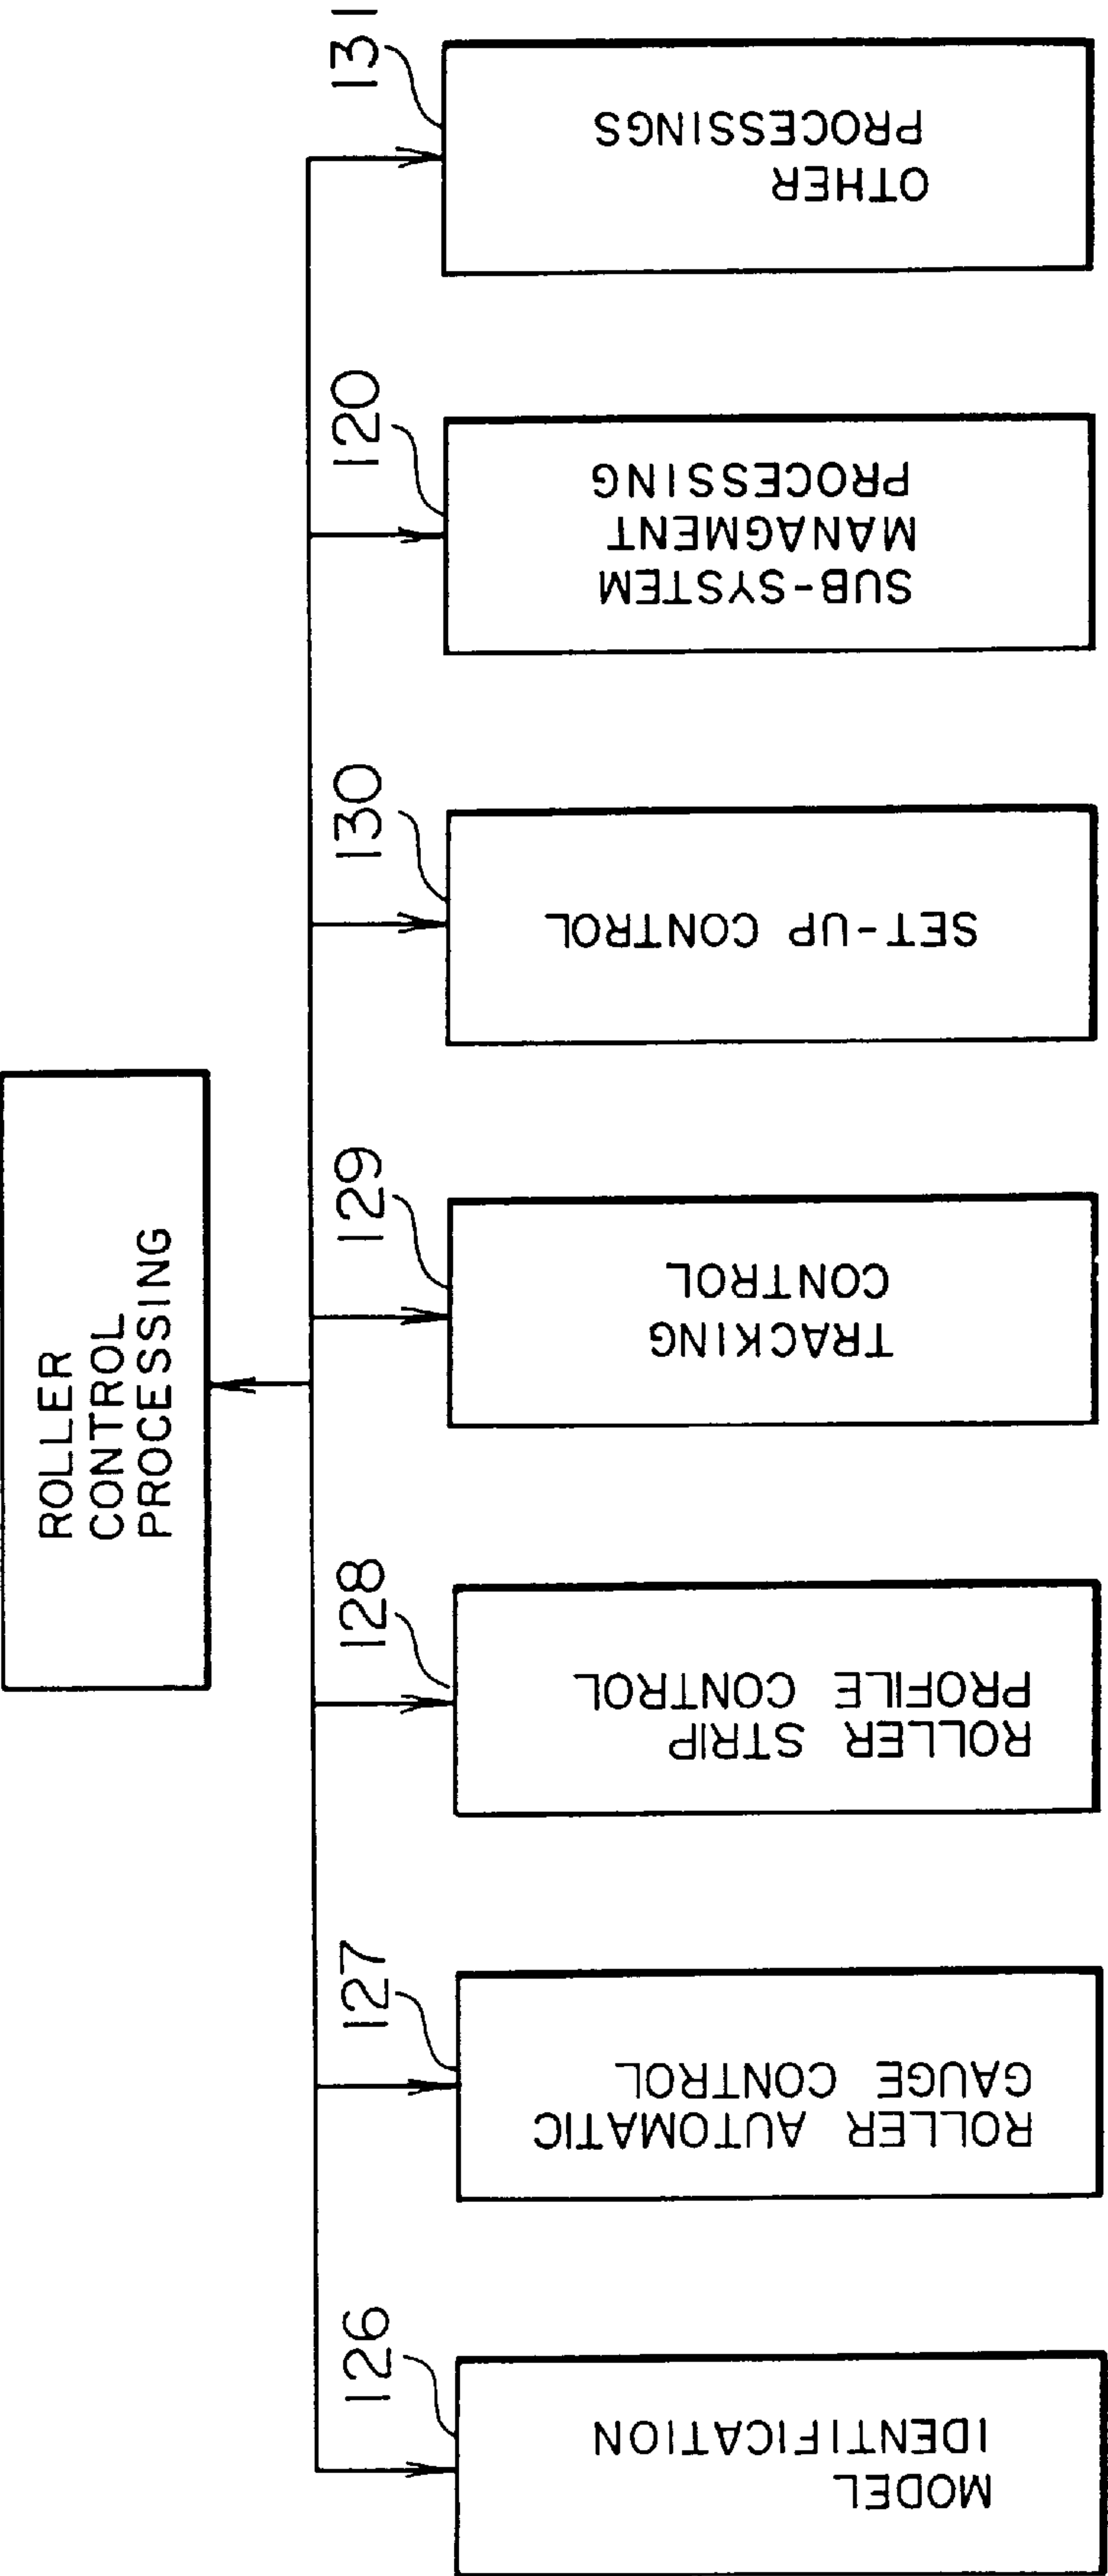 ROLLER
CONTROL
PROCESSING
126
MODEL
IDENTIFICATION
127
ROLLER AUTOMATIC
GAUGE CONTROL
128
ROLLER STRIP
PROFILE CONTROL
129
TRACKING
CONTROL
130
SET-UP CONTROL
120
SUB-SYSTEM
MANAGMENT
PROCESSING
131
OTHER
PROCESSINGS